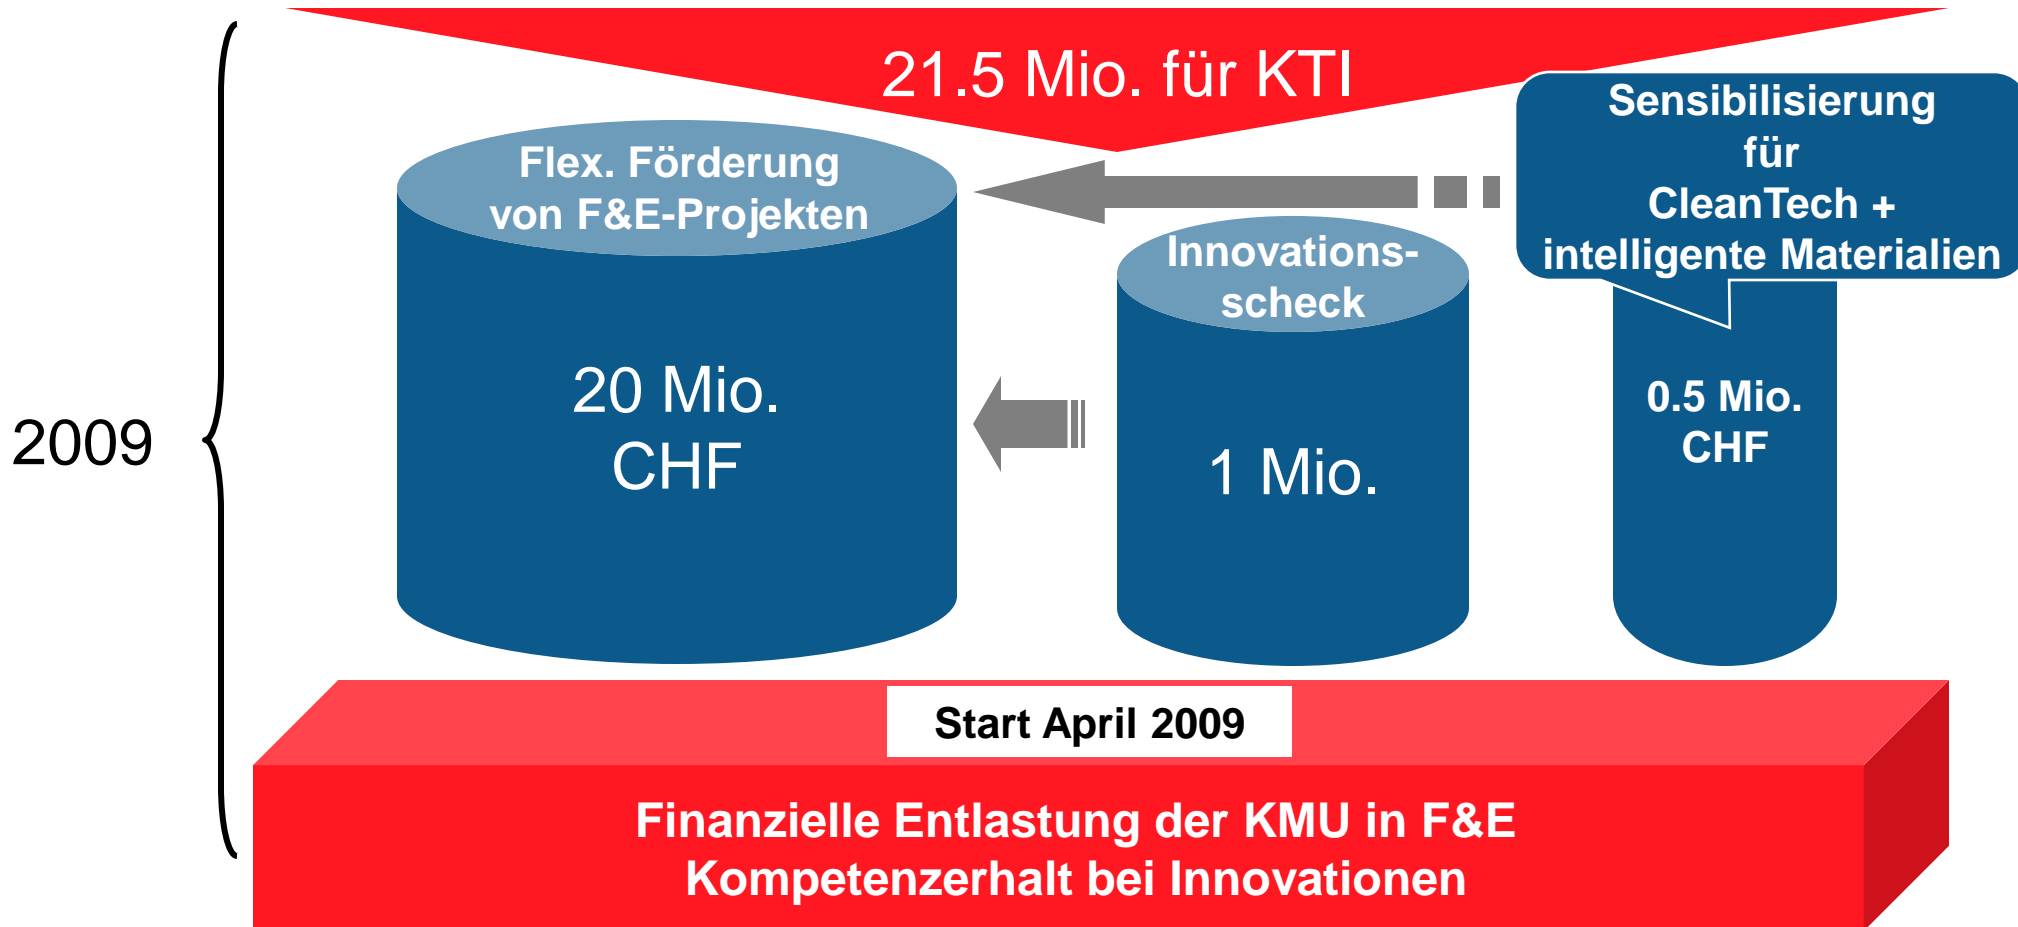 21.5 Mio. für KTI
Sensibilisierung
für
CleanTech +
intelligente Materialien
Flex. Förderung
von F&E-Projekten
Innovations-
scheck
20 Mio.
CHF
1 Mio.
0.5 Mio.
CHF
2009
Start April 2009
Finanzielle Entlastung der KMU in F&E
Kompetenzerhalt bei Innovationen